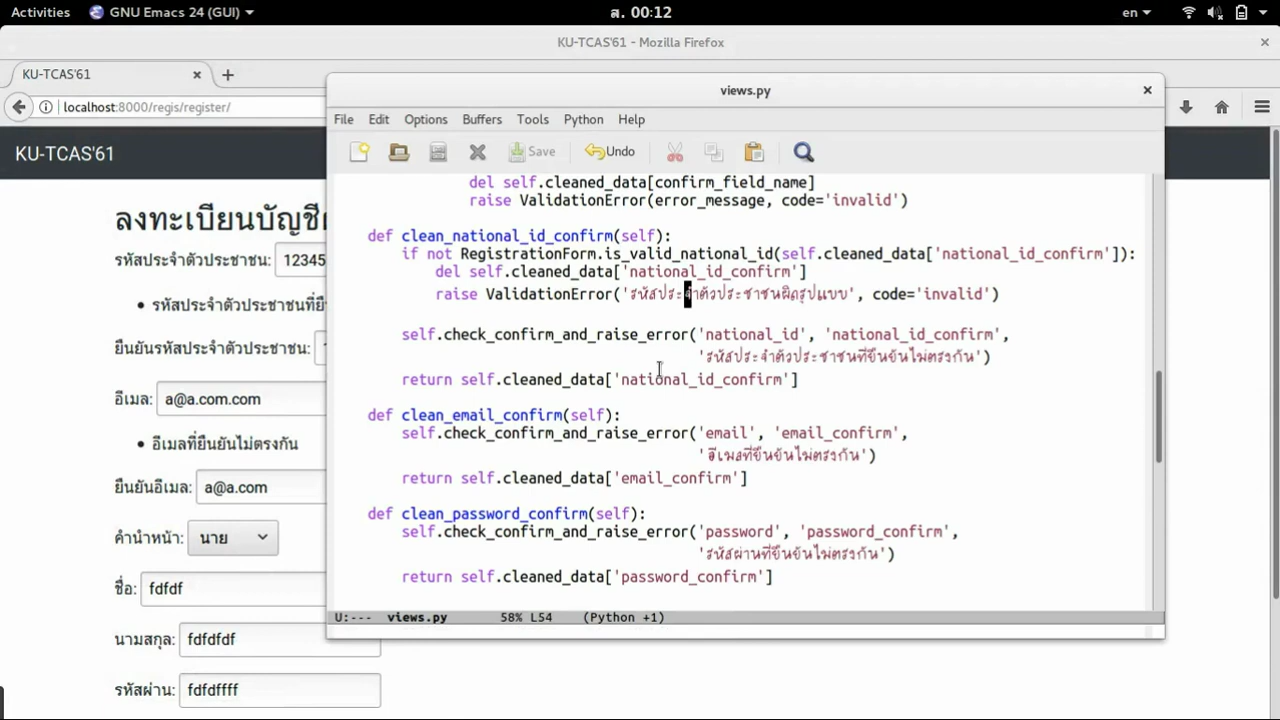 Activities
GNU Emacs 24 (GUI)
ส. 00:12
en
KU-TCAS'61 - Mozilla Firefox
KU-TCAS'61
localhost:8000/regis/register/
KU-TCAS'61
ลงทะเบียนบัญชี
รหัสประจำตัวประชาชน: 12345
รหัสประจำตัวประชาชนที่ยืน
ยืนยันรหัสประจำตัวประชาชน:
อีเมล: a@a.com.com
อีเมลที่ยืนยันไม่ตรงกัน
ยืนยันอีเมล: a@a.com
คำนำหน้า: นาย
ชื่อ: fdfdf
นามสกุล: fdfdfdf
รหัสผ่าน: fdfdffff
views.py
File Edit Options Buffers Tools Python Help
Save Undo
del self.cleaned_data[confirm_field_name]
raise ValidationError(error_message, code='invalid')
def clean_national_id_confirm(self):
if not RegistrationForm.is_valid_national_id(self.cleaned_data['national_id_confirm']):
del self.cleaned_data['national_id_confirm']
raise ValidationError('รหัสประจำตัวประชาชนผิดรูปแบบ', code='invalid')
self.check_confirm_and_raise_error('national_id', 'national_id_confirm',
'รหัสประจำตัวประชาชนที่ยืนยันไม่ตรงกัน')
return self.cleaned_data['national_id_confirm']
def clean_email_confirm(self):
self.check_confirm_and_raise_error('email', 'email_confirm',
'อีเมลที่ยืนยันไม่ตรงกัน')
return self.cleaned_data['email_confirm']
def clean_password_confirm(self):
self.check_confirm_and_raise_error('password', 'password_confirm',
'รหัสผ่านที่ยืนยันไม่ตรงกัน')
return self.cleaned_data['password_confirm']
U:--- views.py 58% L54 (Python +1)